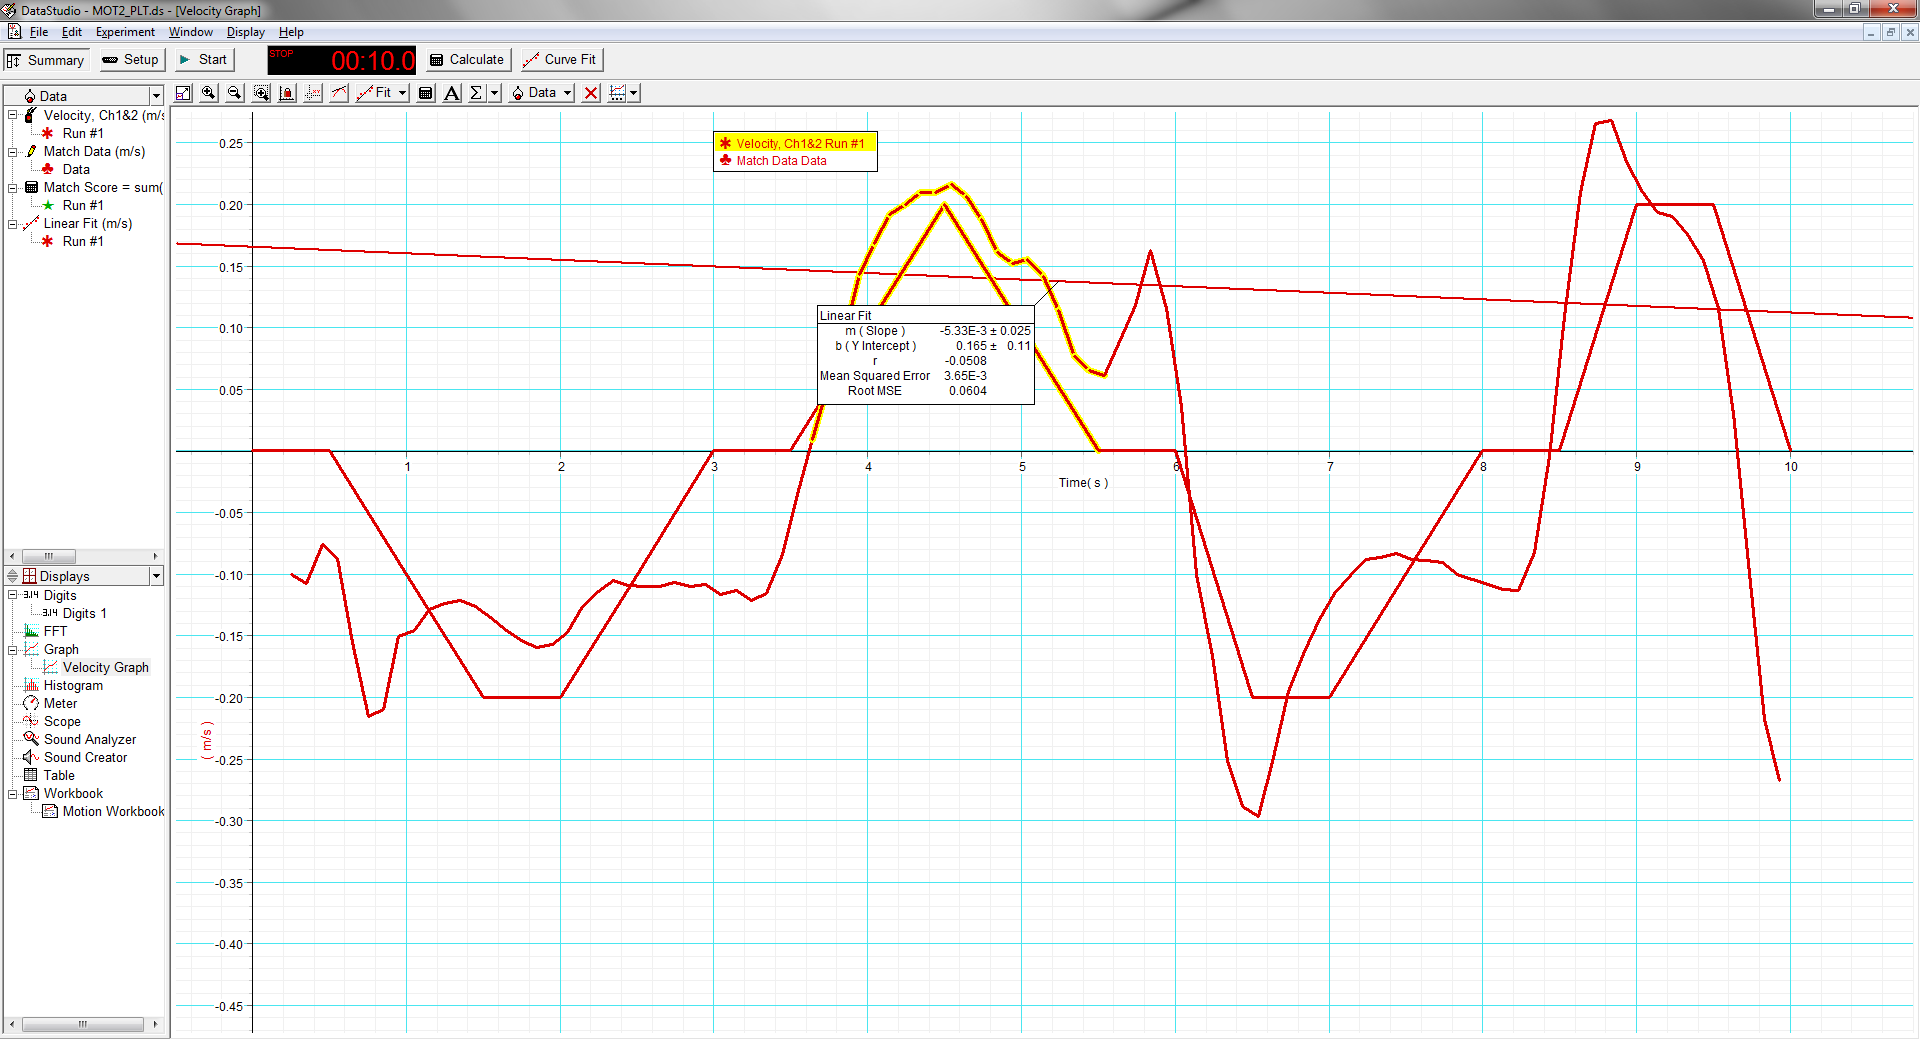 DataStudio - MOT2_PLT.ds - [Velocity Graph]
File Edit Experiment Window Display Help
Summary Setup Start STOP 00:10.0 Calculate Curve Fit
Data Fit A Σ Data
Velocity, Ch1&2 (m/s
Run #1
Match Data (m/s)
Data
Match Score = sum(
Run #1
Linear Fit (m/s)
Run #1
Displays
3.14 Digits
3.14 Digits 1
FFT
Graph
Velocity Graph
Histogram
Meter
Scope
Sound Analyzer
Sound Creator
Table
Workbook
Motion Workbook
Velocity, Ch1&2 Run #1
Match Data Data
0.25
0.20
0.15
0.10
0.05
-0.05
-0.10
-0.15
-0.20
-0.25
-0.30
-0.35
-0.40
-0.45
( m/s )
Linear Fit
m ( Slope ) -5.33E-3 ± 0.025
b ( Y Intercept ) 0.165 ± 0.11
r -0.0508
Mean Squared Error 3.65E-3
Root MSE 0.0604
1 2 3 4 5 6 7 8 9 10
Time( s )